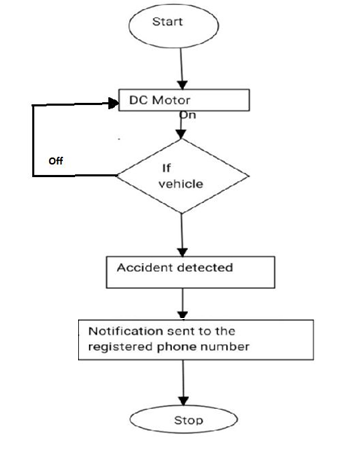 Start
DC Motor
On
Off
If
vehicle
Accident detected
Notification sent to the
registered phone number
Stop